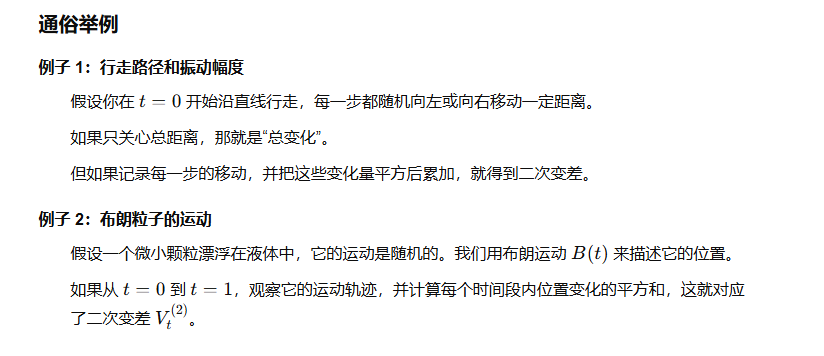 通俗举例
例子 1：行走路径和振动幅度
假设你在 t = 0 开始沿直线行走，每一步都随机向左或向右移动一定距离。
如果只关心总距离，那就是“总变化”。
但如果记录每一步的移动，并把这些变化量平方后累加，就得到二次变差。
例子 2：布朗粒子的运动
假设一个微小颗粒漂浮在液体中，它的运动是随机的。我们用布朗运动 B(t) 来描述它的位置。
如果从 t = 0 到 t = 1，观察它的运动轨迹，并计算每个时间段内位置变化的平方和，这就对应
了二次变差 V_t^{(2)}。